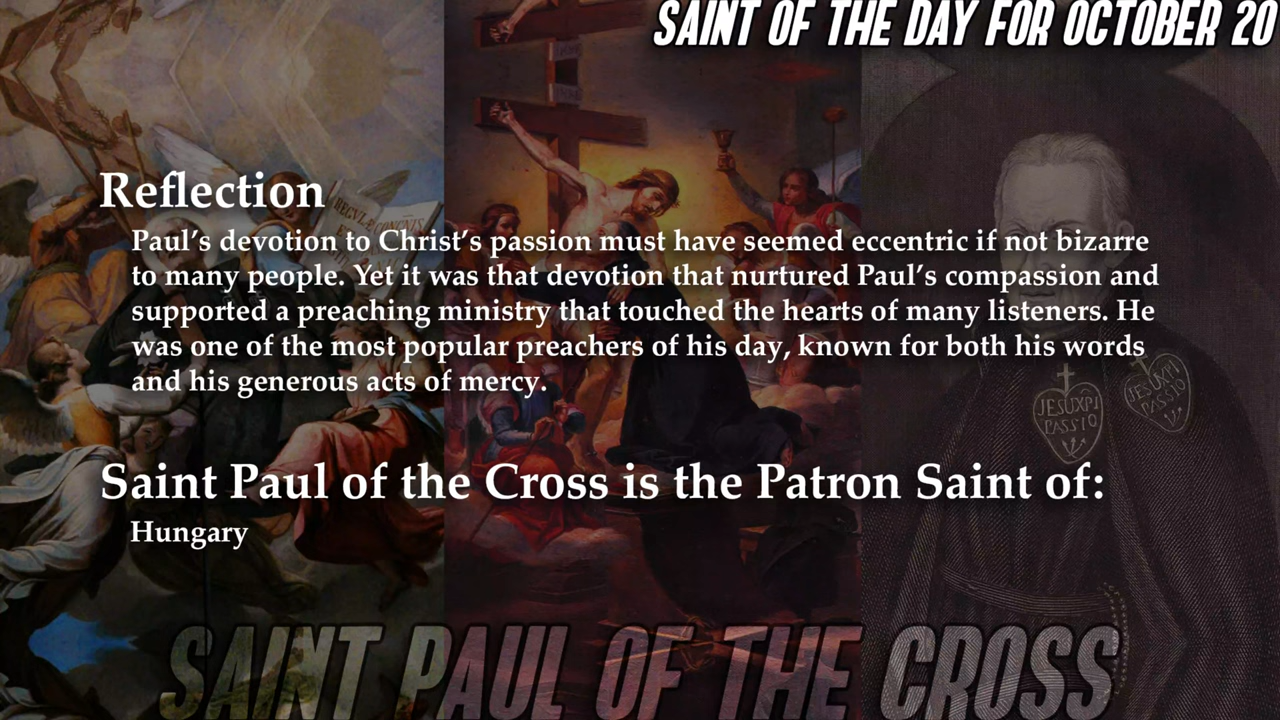 SAINT OF THE DAY FOR OCTOBER 20
Reflection
Paul's devotion to Christ's passion must have seemed eccentric if not bizarre
to many people. Yet it was that devotion that nurtured Paul's compassion and
supported a preaching ministry that touched the hearts of many listeners. He
was one of the most popular preachers of his day, known for both his words
and his generous acts of mercy.
JESUXPI
PASSIO
JESUXPI
PASSIO
Saint Paul of the Cross is the Patron Saint of:
Hungary
SAINT PAUL OF THE CROSS